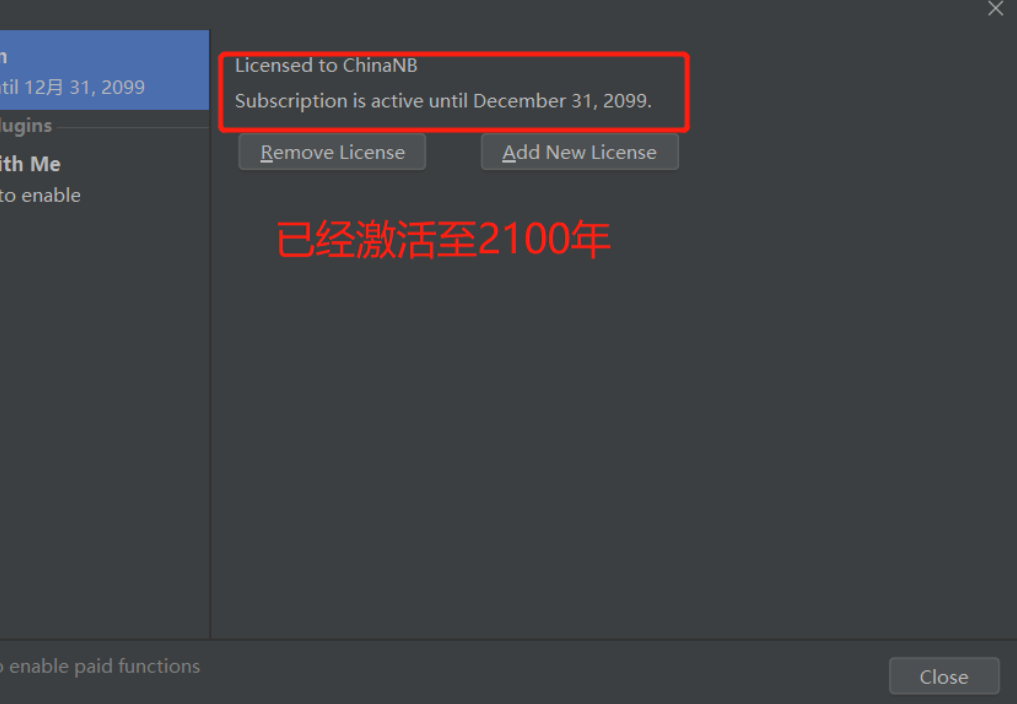 n
til 12月 31, 2099
lugins
ith Me
to enable
Licensed to ChinaNB
Subscription is active until December 31, 2099.
Remove License
Add New License
已经激活至2100年
o enable paid functions
Close